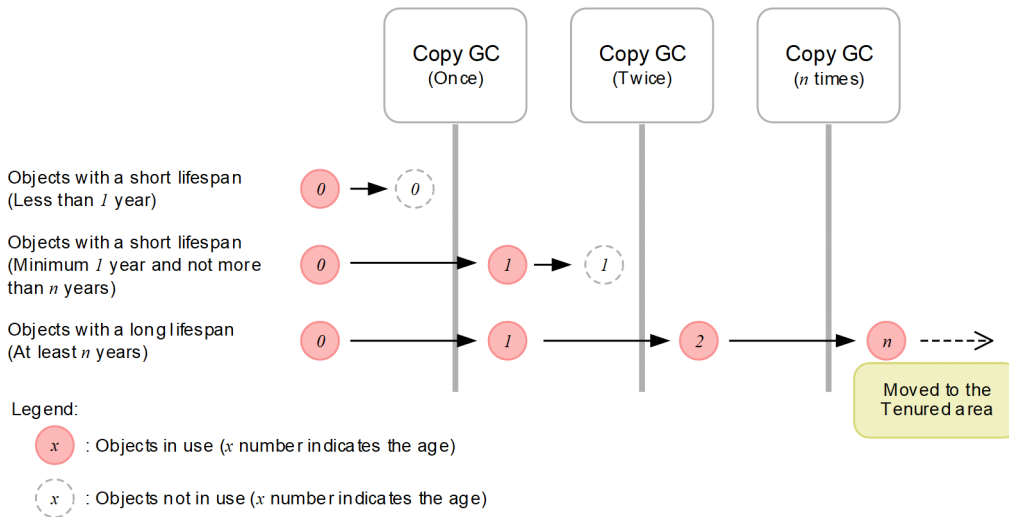 Copy GC
(Once)
Copy GC
(Twice)
Copy GC
(n times)
Objects with a short lifespan
(Less than 1 year)
0
0
Objects with a short lifespan
(Minimum 1 year and not more
than n years)
0
1
1
Objects with a long lifespan
(At least n years)
0
1
2
n
Moved to the
Tenured area
Legend:
x : Objects in use (x number indicates the age)
x : Objects not in use (x number indicates the age)